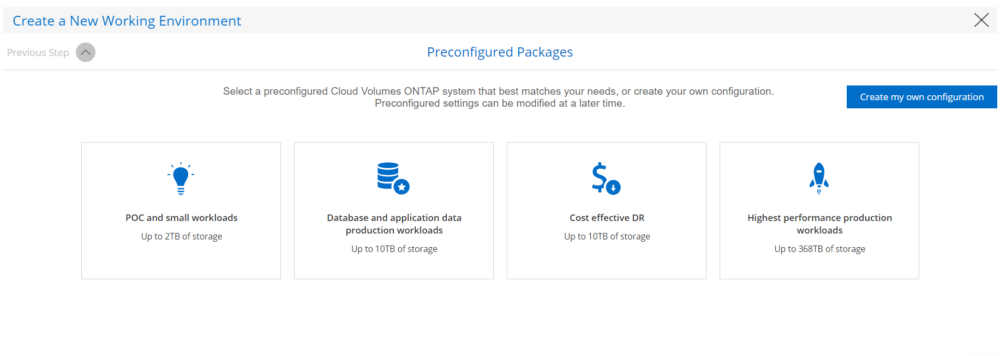 Create a New Working Environment
Previous Step
Preconfigured Packages
Select a preconfigured Cloud Volumes ONTAP system that best matches your needs, or create your own configuration.
Preconfigured settings can be modified at a later time.
Create my own configuration
POC and small workloads
Up to 2TB of storage
Database and application data
production workloads
Up to 10TB of storage
Cost effective DR
Up to 10TB of storage
Highest performance production
workloads
Up to 368TB of storage